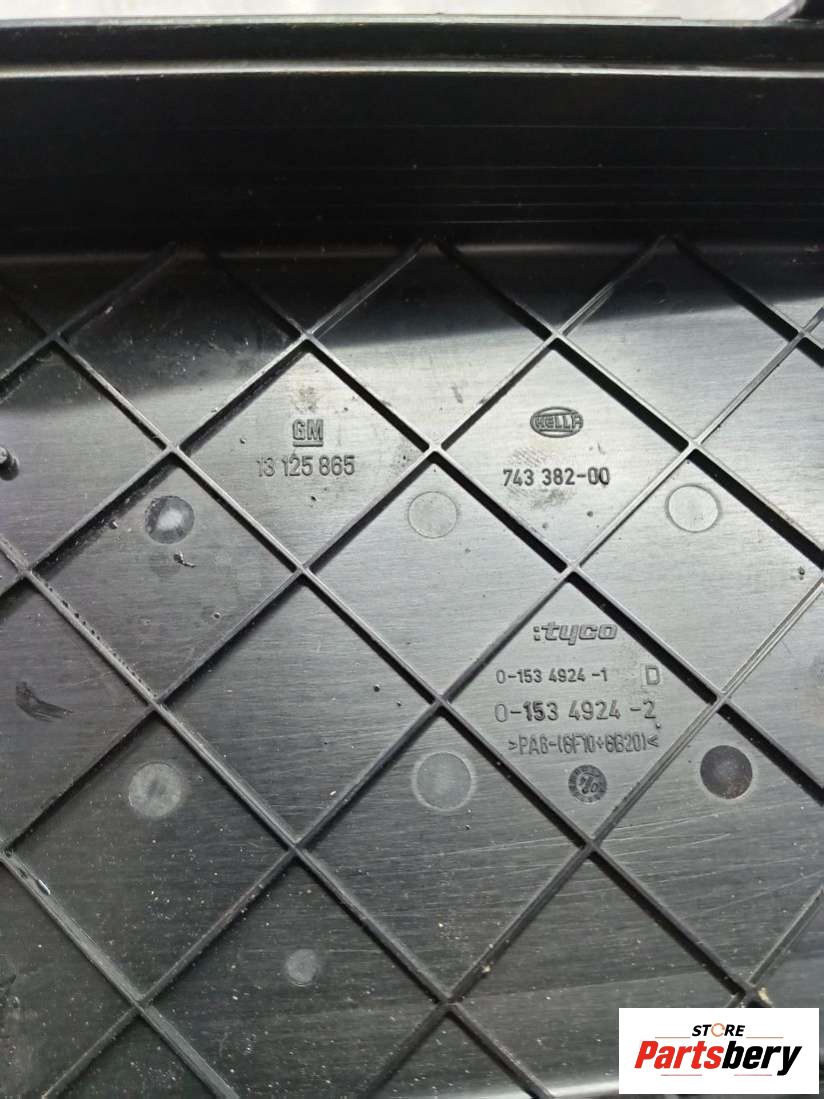 GM
13 125 865
HELLA
743 382-00
:tyco
0-153 4924-1 D
0-153 4924-2
>PA6-(GF10+GB20)<
STORE
Partsbery